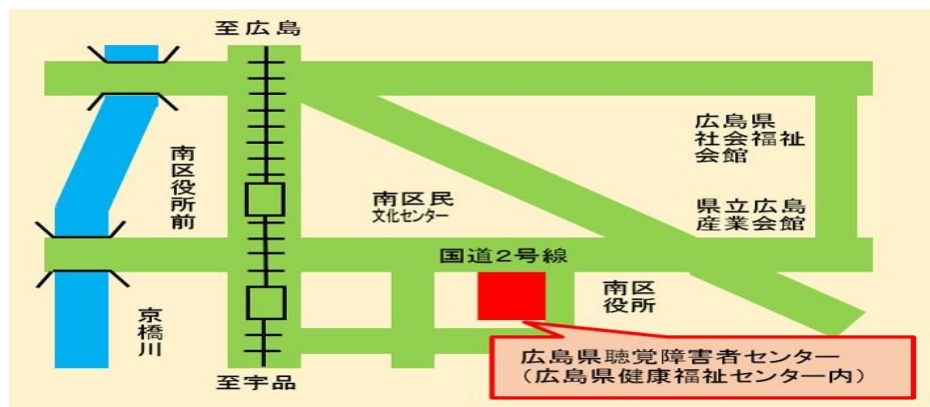 至広島
広島県
社会福祉
会館
南区役所前
南区民
文化センター
県立広島
産業会館
国道2号線
南区
役所
京橋川
広島県聴覚障害者センター
（広島県健康福祉センター内）
至宇品